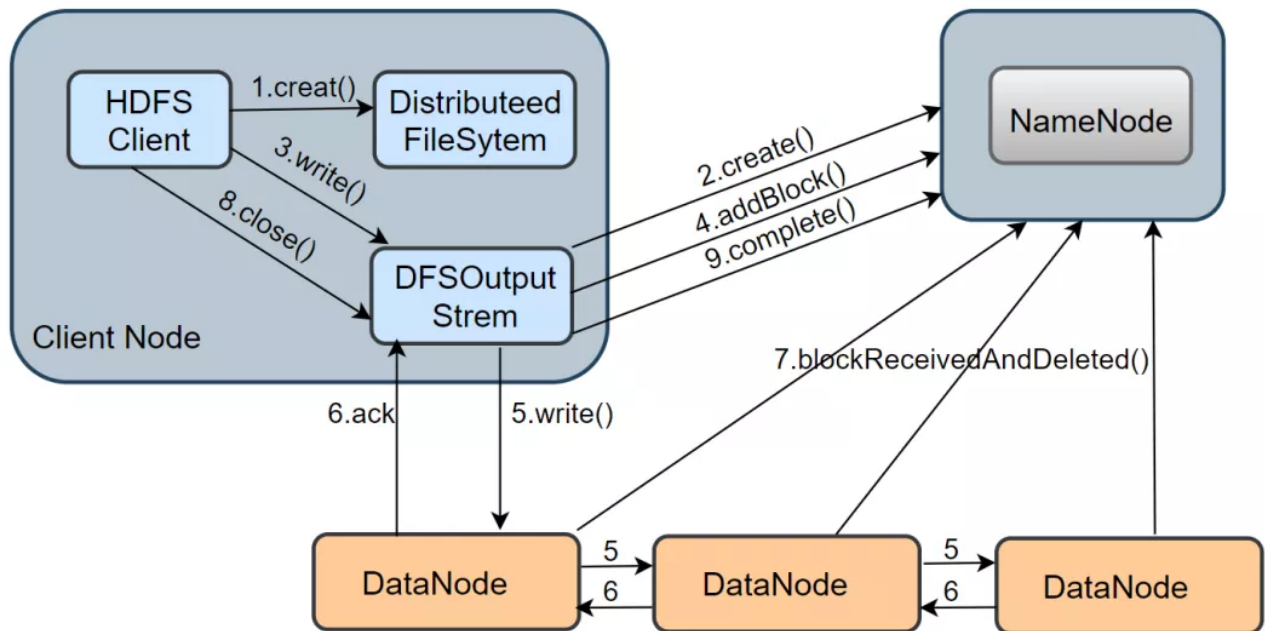 HDFS
Client
1.creat()
Distributeed
FileSytem
NameNode
3.write()
8.close()
2.create()
4.addBlock()
9.complete()
DFSOutput
Strem
Client Node
7.blockReceivedAndDeleted()
6.ack
5.write()
DataNode
5
6
DataNode
5
6
DataNode